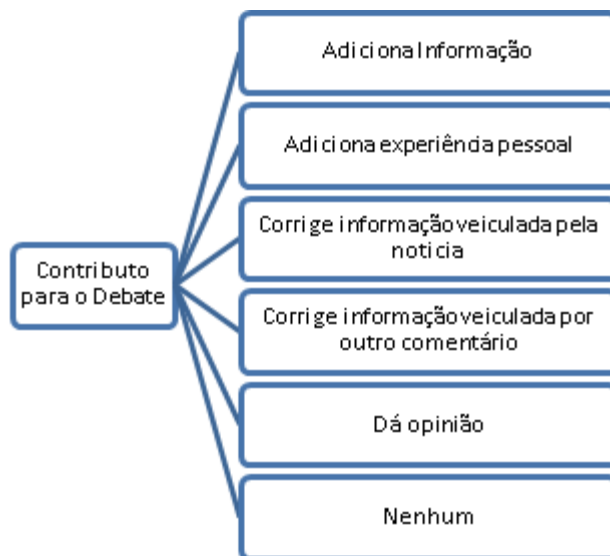 Adiciona Informação
Adiciona experiência pessoal
Corrige informação veiculada pela
noticia
Contributo
para o Debate
Corrige informação veiculada por
outro comentário
Dá opinião
Nenhum